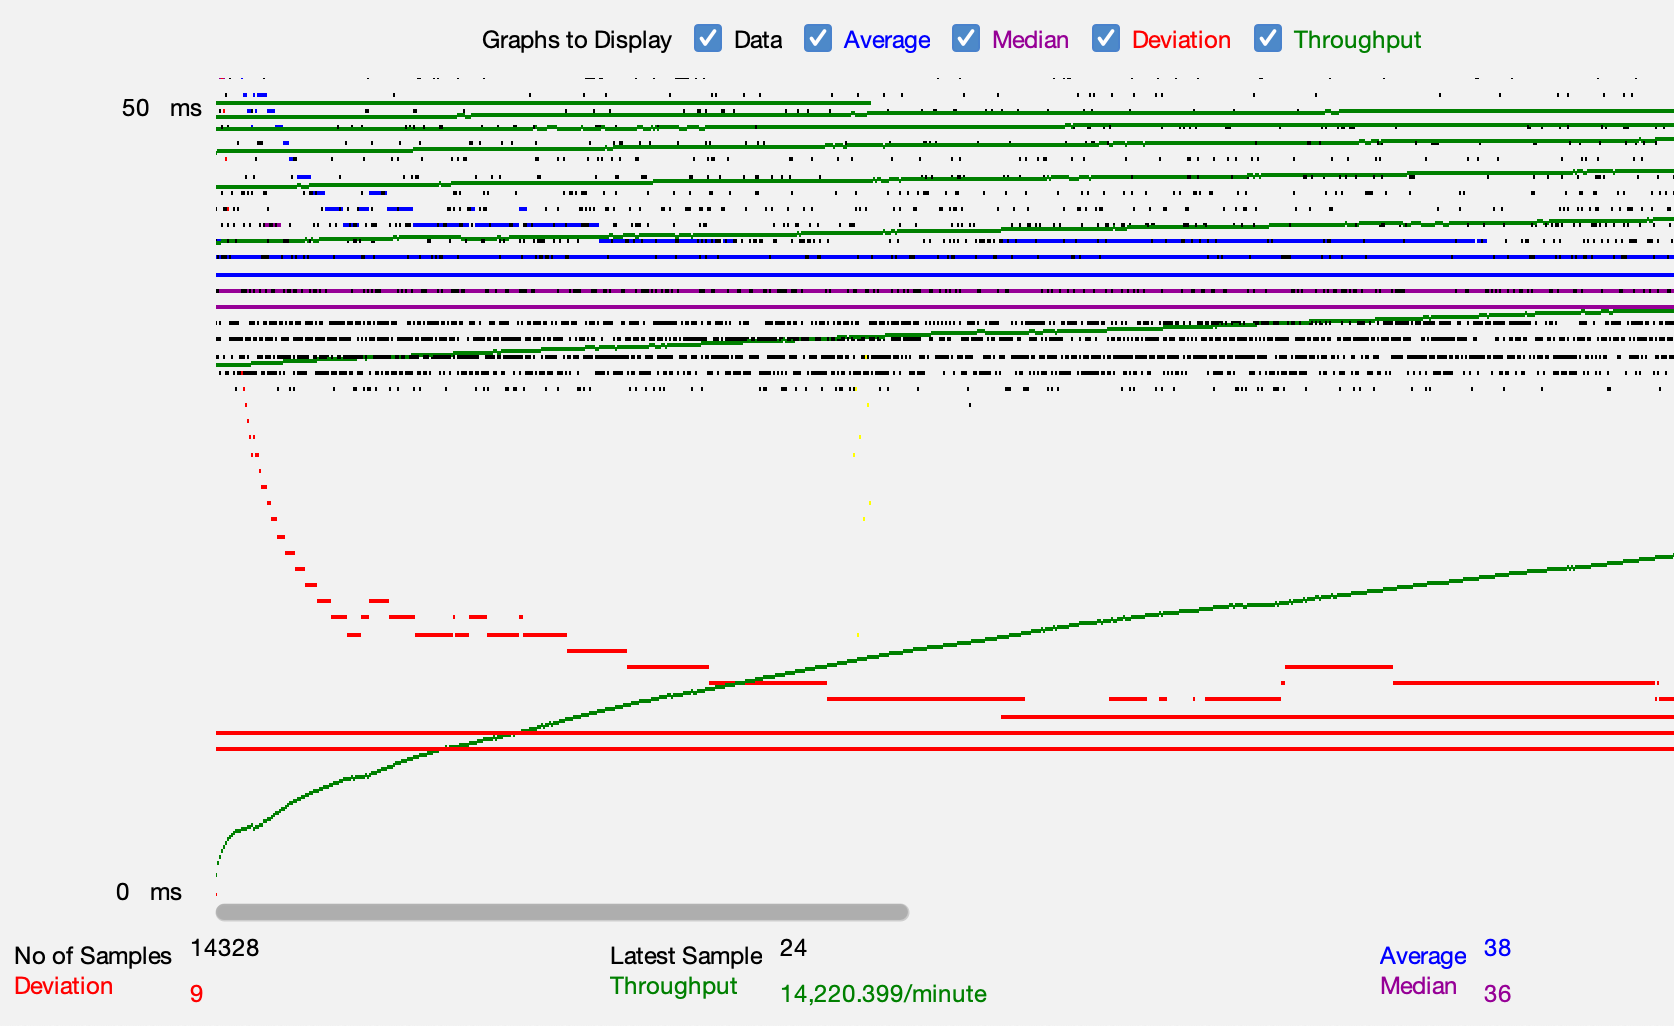 Graphs to Display Data Average Median Deviation Throughput
50 ms
0 ms
No of Samples 14328 Latest Sample 24 Average 38
Deviation 9 Throughput 14,220.399/minute Median 36